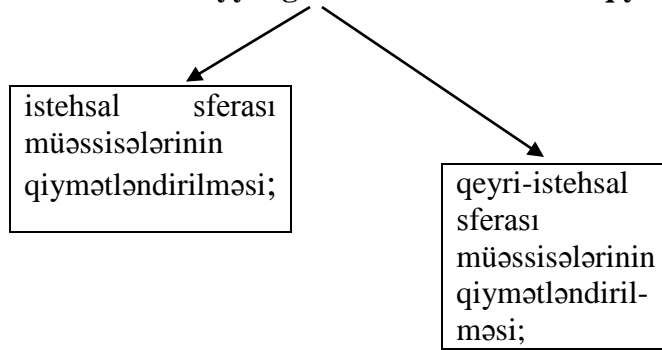 istehsal sferası
müəssisələrinin
qiymətləndirilməsi;
qeyri-istehsal
sferası
müəssisələrinin
qiymətləndiril-
məsi;